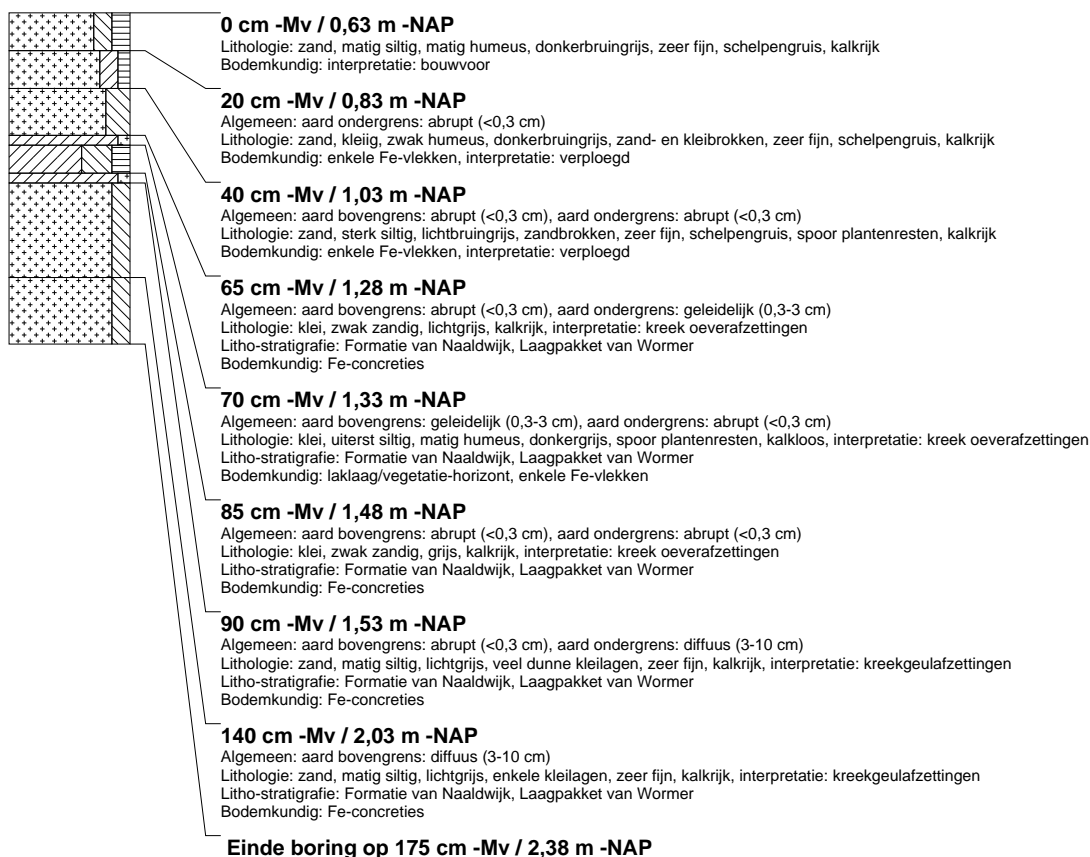 0 cm -Mv / 0,63 m -NAP
Lithologie: zand, matig siltig, matig humeus, donkerbruingrijs, zeer fijn, schelpengruis, kalkrijk
Bodemkundig: interpretatie: bouwvoor
20 cm -Mv / 0,83 m -NAP
Algemeen: aard ondergrens: abrupt (<0,3 cm)
Lithologie: zand, kleiig, zwak humeus, donkerbruingrijs, zand- en kleibrokken, zeer fijn, schelpengruis, kalkrijk
Bodemkundig: enkele Fe-vlekken, interpretatie: verploegd
40 cm -Mv / 1,03 m -NAP
Algemeen: aard bovengrens: abrupt (<0,3 cm), aard ondergrens: abrupt (<0,3 cm)
Lithologie: zand, sterk siltig, lichtbruingrijs, zandbrokken, zeer fijn, schelpengruis, spoor plantenresten, kalkrijk
Bodemkundig: enkele Fe-vlekken, interpretatie: verploegd
65 cm -Mv / 1,28 m -NAP
Algemeen: aard bovengrens: abrupt (<0,3 cm), aard ondergrens: geleidelijk (0,3-3 cm)
Lithologie: klei, zwak zandig, lichtgrijs, kalkrijk, interpretatie: kreek oeverafzettingen
Litho-stratigrafie: Formatie van Naaldwijk, Laagpakket van Wormer
Bodemkundig: Fe-concreties
70 cm -Mv / 1,33 m -NAP
Algemeen: aard bovengrens: geleidelijk (0,3-3 cm), aard ondergrens: abrupt (<0,3 cm)
Lithologie: klei, uiterst siltig, matig humeus, donkergrijs, spoor plantenresten, kalkloos, interpretatie: kreek oeverafzettingen
Litho-stratigrafie: Formatie van Naaldwijk, Laagpakket van Wormer
Bodemkundig: laklaag/vegetatie-horizont, enkele Fe-vlekken
85 cm -Mv / 1,48 m -NAP
Algemeen: aard bovengrens: abrupt (<0,3 cm), aard ondergrens: abrupt (<0,3 cm)
Lithologie: klei, zwak zandig, grijs, kalkrijk, interpretatie: kreek oeverafzettingen
Litho-stratigrafie: Formatie van Naaldwijk, Laagpakket van Wormer
Bodemkundig: Fe-concreties
90 cm -Mv / 1,53 m -NAP
Algemeen: aard bovengrens: abrupt (<0,3 cm), aard ondergrens: diffuus (3-10 cm)
Lithologie: zand, matig siltig, lichtgrijs, veel dunne kleilagen, zeer fijn, kalkrijk, interpretatie: kreekgeulafzettingen
Litho-stratigrafie: Formatie van Naaldwijk, Laagpakket van Wormer
Bodemkundig: Fe-concreties
140 cm -Mv / 2,03 m -NAP
Algemeen: aard bovengrens: diffuus (3-10 cm)
Lithologie: zand, matig siltig, lichtgrijs, enkele kleilagen, zeer fijn, kalkrijk, interpretatie: kreekgeulafzettingen
Litho-stratigrafie: Formatie van Naaldwijk, Laagpakket van Wormer
Bodemkundig: Fe-concreties
Einde boring op 175 cm -Mv / 2,38 m -NAP